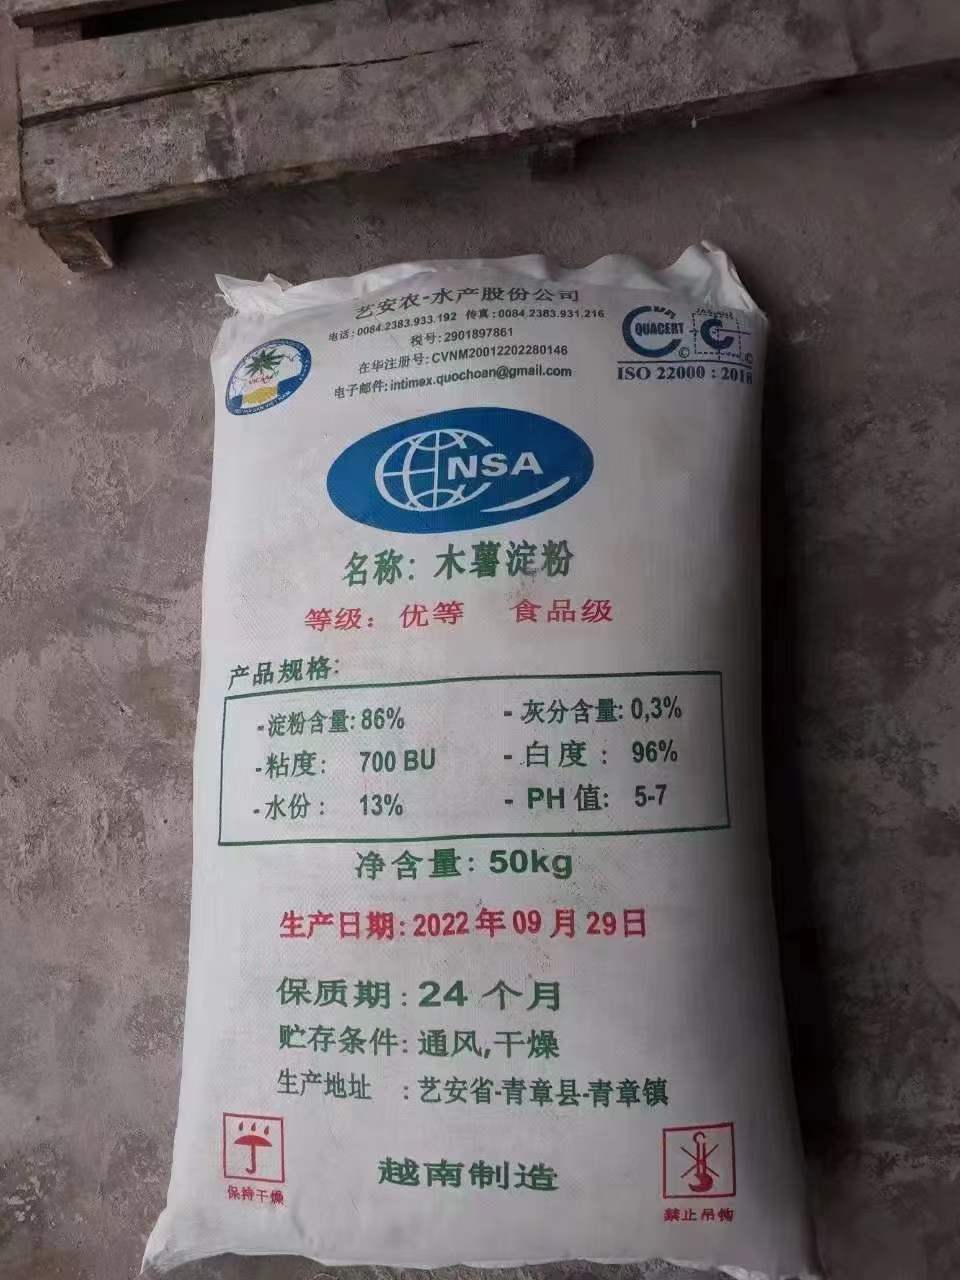 艺安农-水产股份公司
电话:0084.2383.933.192 传真:0084.2383.931.216
税号:2901897861
在华注册号:CVNM20012202280146
电子邮件:intimex.quochoan@gmail.com
QUACERT
ISO 22000 : 2018
NSA
名称: 木薯淀粉
等级: 优等 食品级
产品规格:
-淀粉含量:86% - 灰分含量:0,3%
-粘度: 700 BU - 白度 : 96%
-水份 : 13% - PH 值: 5-7
净含量: 50kg
生产日期:2022年09月29日
保质期:24个月
贮存条件:通风,干燥
生产地址 :艺安省-青章县-青章镇
保持干燥
越南制造
禁止吊钩